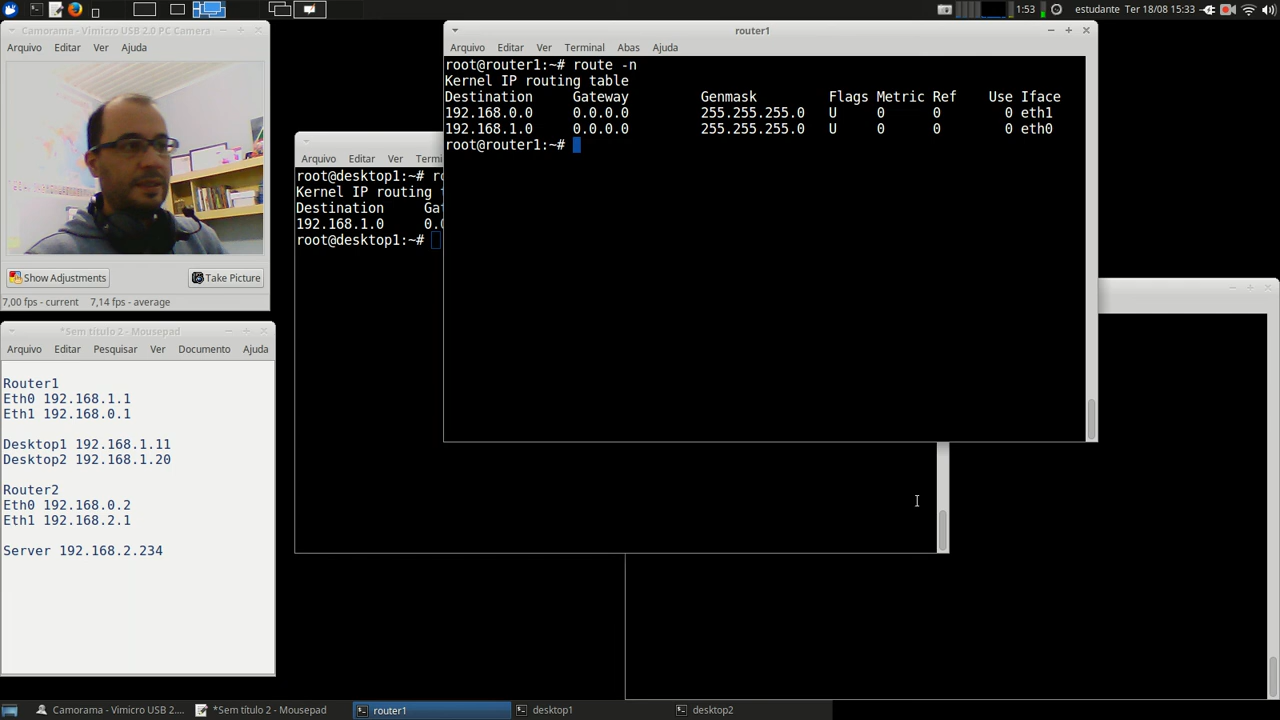 1:53
estudante
Ter 18/08 15:33
Camorama - Vimicro USB 2.0 PC Camera
Arquivo Editar Ver Ajuda
Show Adjustments
Take Picture
7,00 fps - current 7,14 fps - average
*Sem título 2 - Mousepad
Arquivo Editar Pesquisar Ver Documento Ajuda
Router1
Eth0 192.168.1.1
Eth1 192.168.0.1
Desktop1 192.168.1.11
Desktop2 192.168.1.20
Router2
Eth0 192.168.0.2
Eth1 192.168.2.1
Server 192.168.2.234
Arquivo Editar Ver Termi
root@desktop1:~# ro
Kernel IP routing t
Destination Gat
192.168.1.0 0.0
root@desktop1:~#
router1
Arquivo Editar Ver Terminal Abas Ajuda
root@router1:~# route -n
Kernel IP routing table
Destination Gateway Genmask Flags Metric Ref Use Iface
192.168.0.0 0.0.0.0 255.255.255.0 U 0 0 0 eth1
192.168.1.0 0.0.0.0 255.255.255.0 U 0 0 0 eth0
root@router1:~#
Camorama - Vimicro USB 2....
*Sem título 2 - Mousepad
router1
desktop1
desktop2